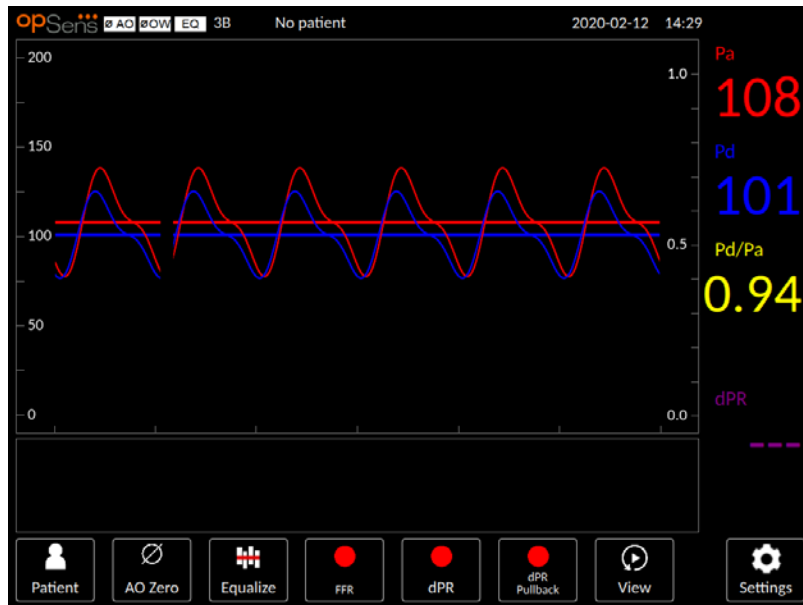 opSens Ø AO ØOW EQ 3B No patient 2020-02-12 14:29
200
150
100
50
0
1.0
0.5
0.0
Pa
108
Pd
101
Pd/Pa
0.94
dPR
---
Patient
AO Zero
Equalize
FFR
dPR
dPR
Pullback
View
Settings